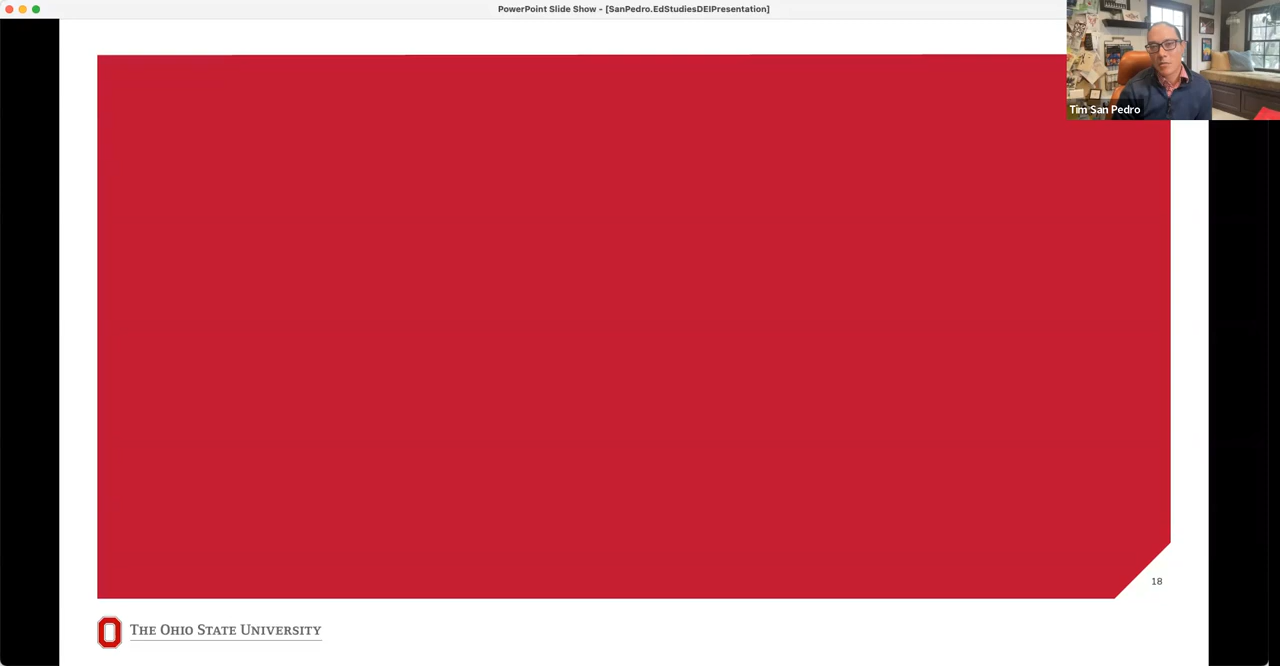 PowerPoint Slide Show - [SanPedro.EdStudiesDEIPresentation]
Tim San Pedro
18
The Ohio State University